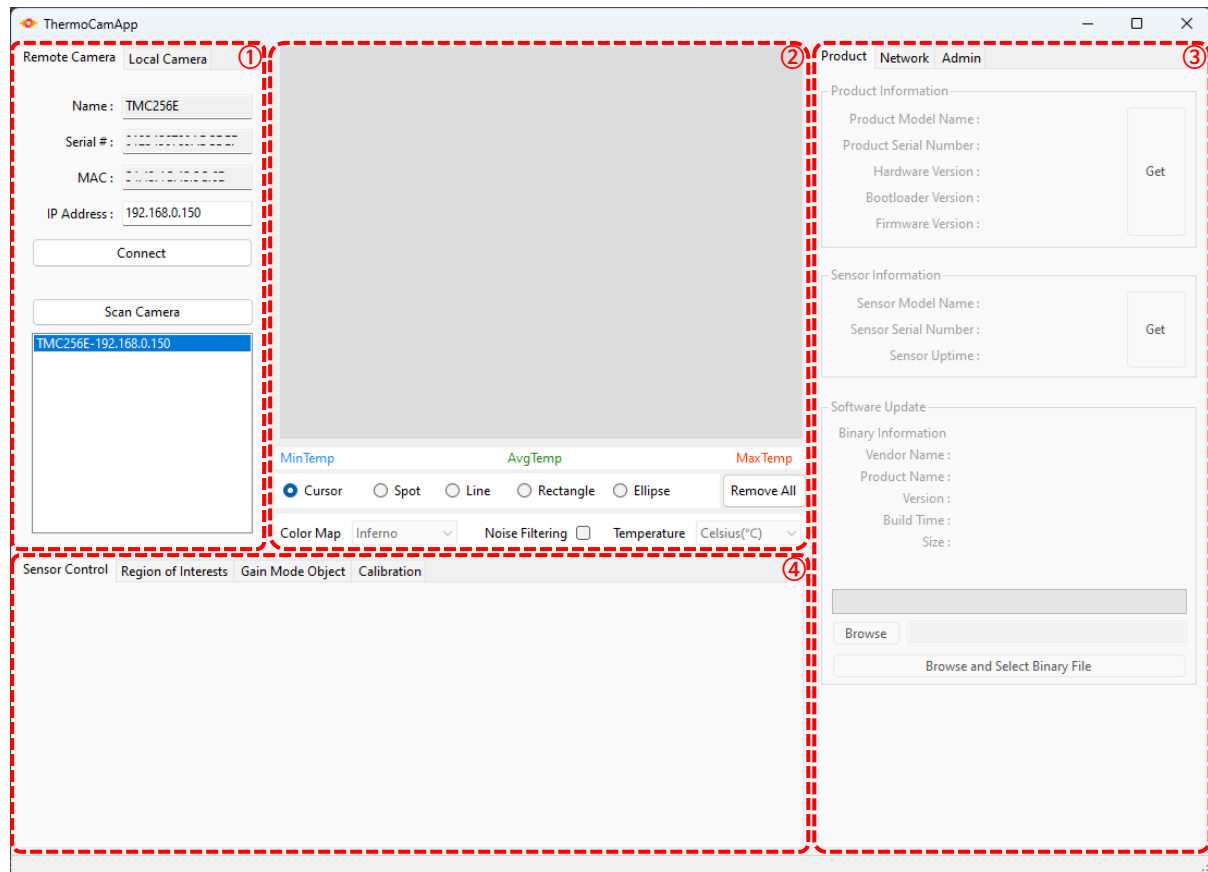 ThermoCamApp
Remote Camera Local Camera ①
Name : TMC256E
Serial # :
MAC :
IP Address : 192.168.0.150
Connect
Scan Camera
TMC256E-192.168.0.150
②
MinTemp AvgTemp MaxTemp
Cursor Spot Line Rectangle Ellipse Remove All
Color Map Inferno Noise Filtering Temperature Celsius(°C)
Product Network Admin ③
Product Information
Product Model Name :
Product Serial Number :
Hardware Version :
Bootloader Version :
Firmware Version :
Get
Sensor Information
Sensor Model Name :
Sensor Serial Number :
Sensor Uptime :
Get
Software Update
Binary Information
Vendor Name :
Product Name :
Version :
Build Time :
Size :
Browse
Browse and Select Binary File
Sensor Control Region of Interests Gain Mode Object Calibration ④